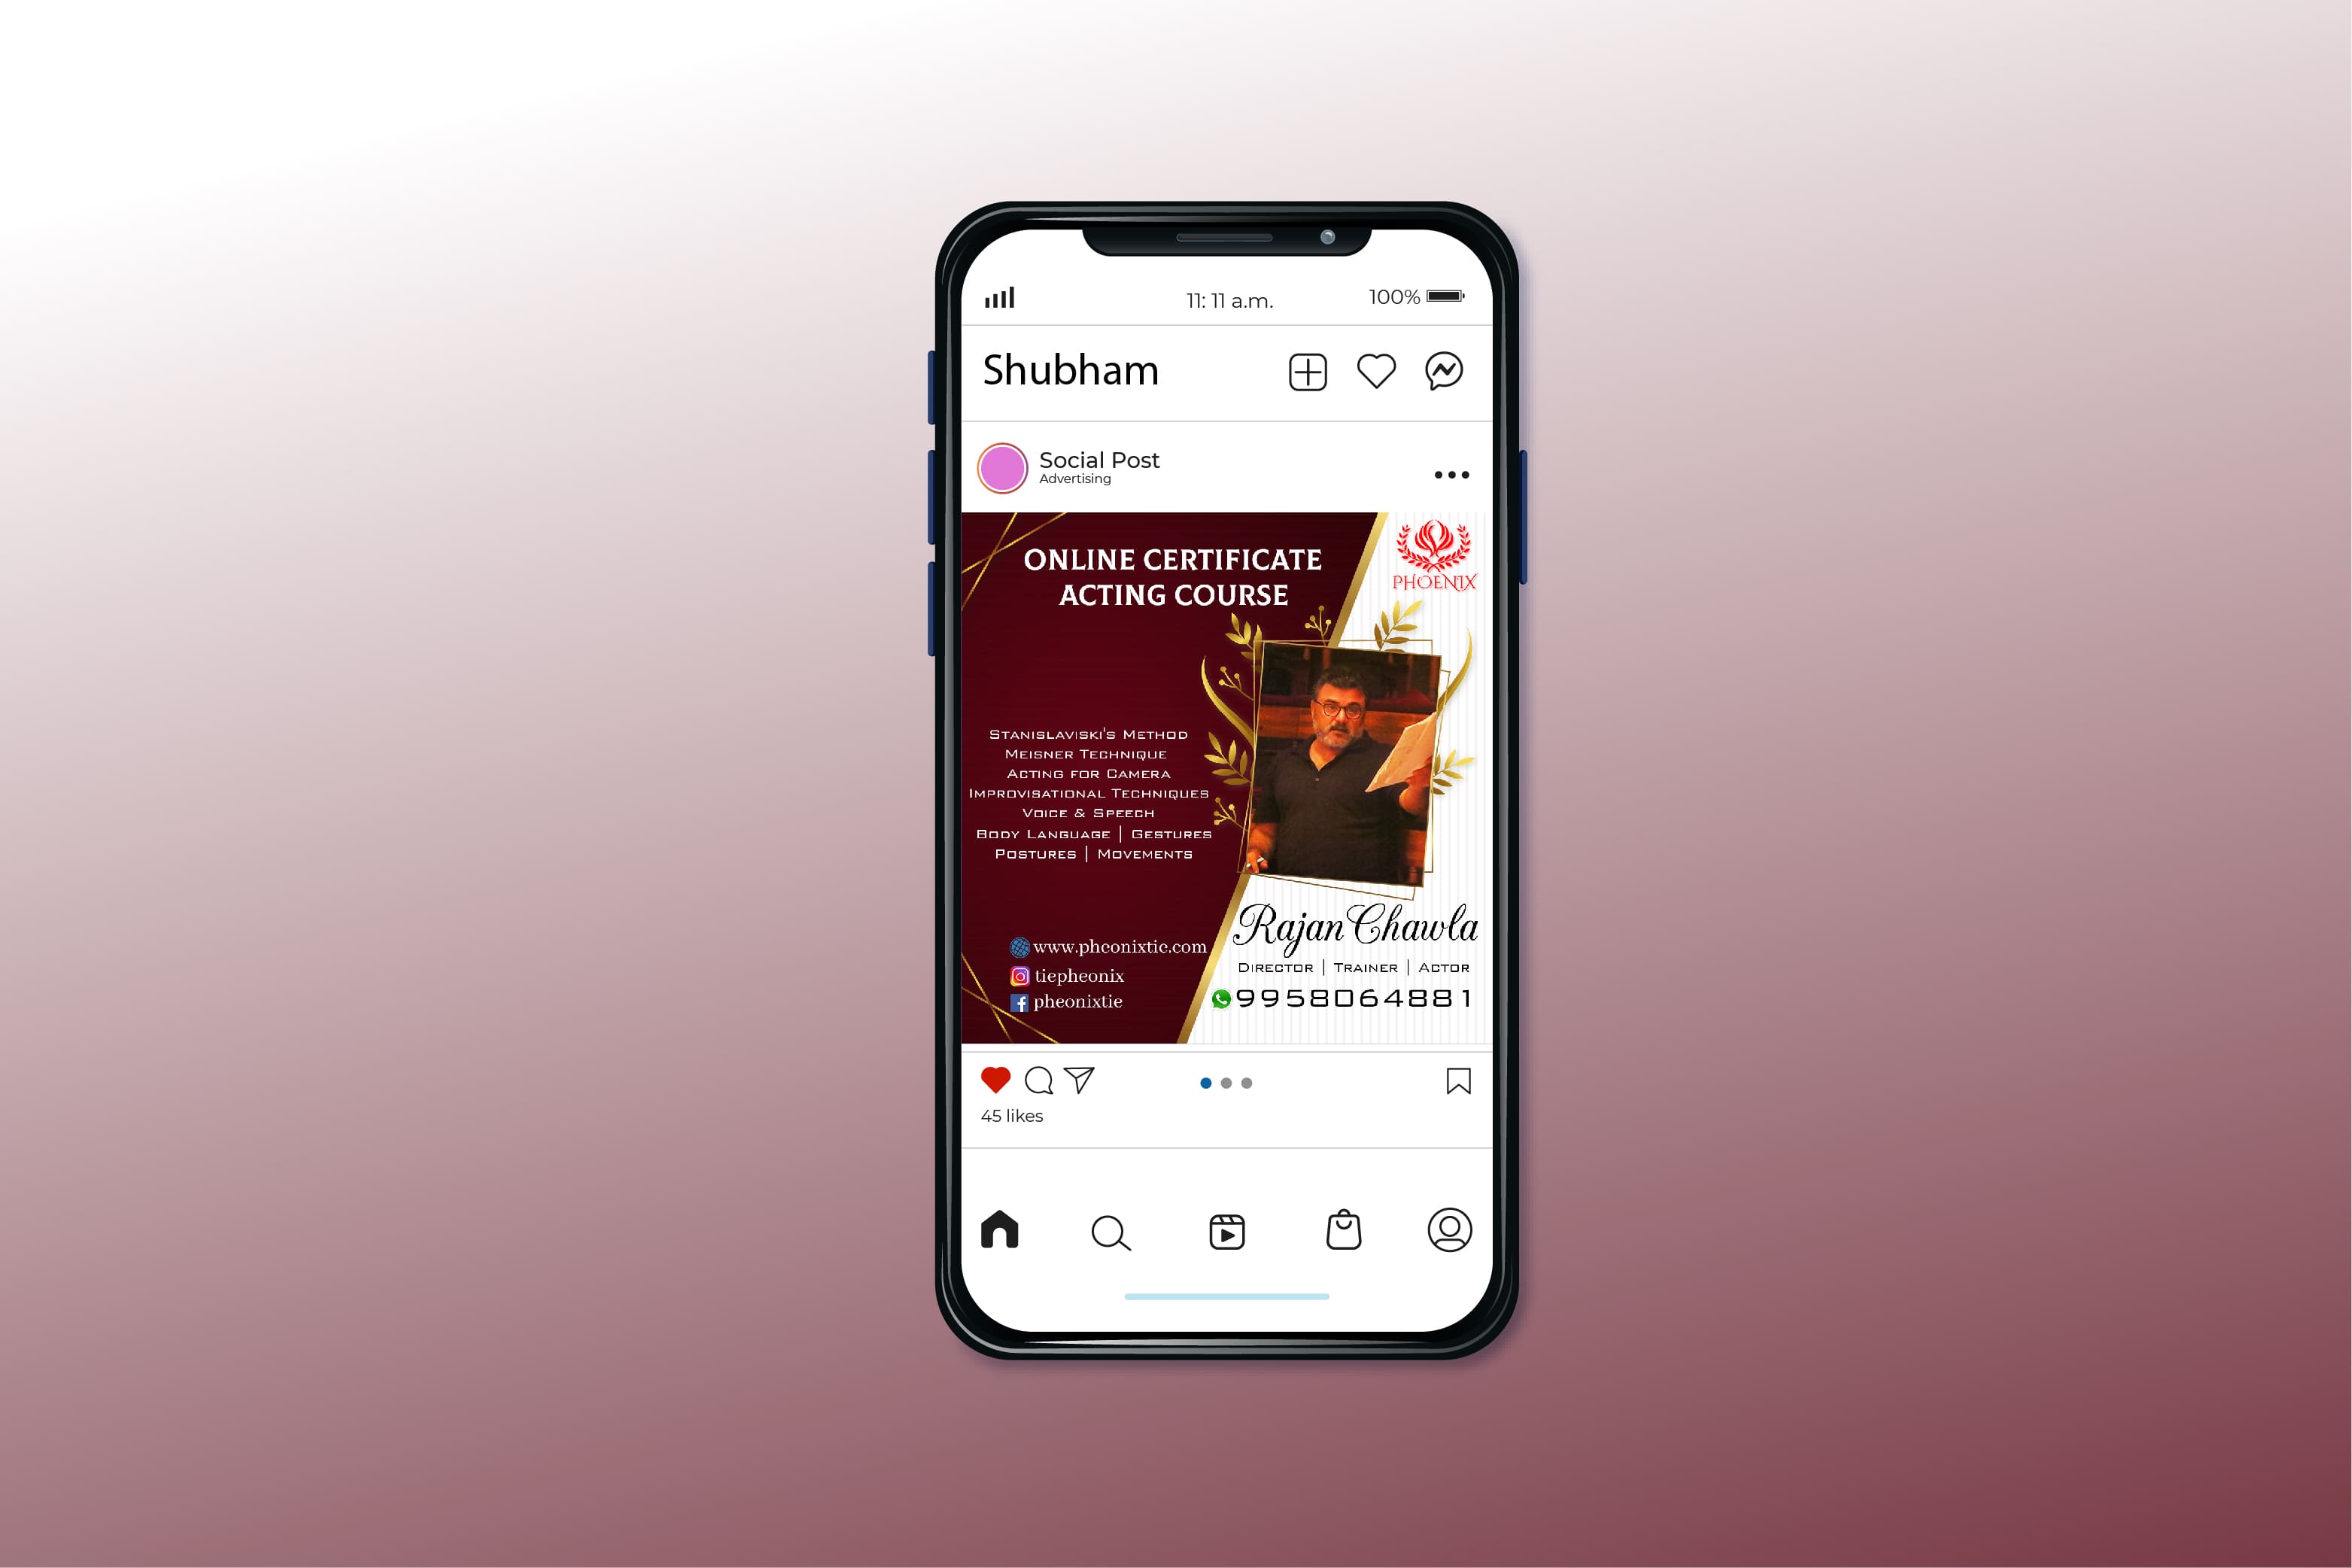 11: 11 a.m.
100%
Shubham
Social Post
Advertising
ONLINE CERTIFICATE
ACTING COURSE
PHOENIX
STANISLAVISKI'S METHOD
MEISNER TECHNIQUE
ACTING FOR CAMERA
IMPROVISATIONAL TECHNIQUES
VOICE & SPEECH
BODY LANGUAGE | GESTURES
POSTURES | MOVEMENTS
Rajan Chawla
DIRECTOR | TRAINER | ACTOR
9958064881
www.pheonixtie.com
tiepheonix
pheonixtie
45 likes